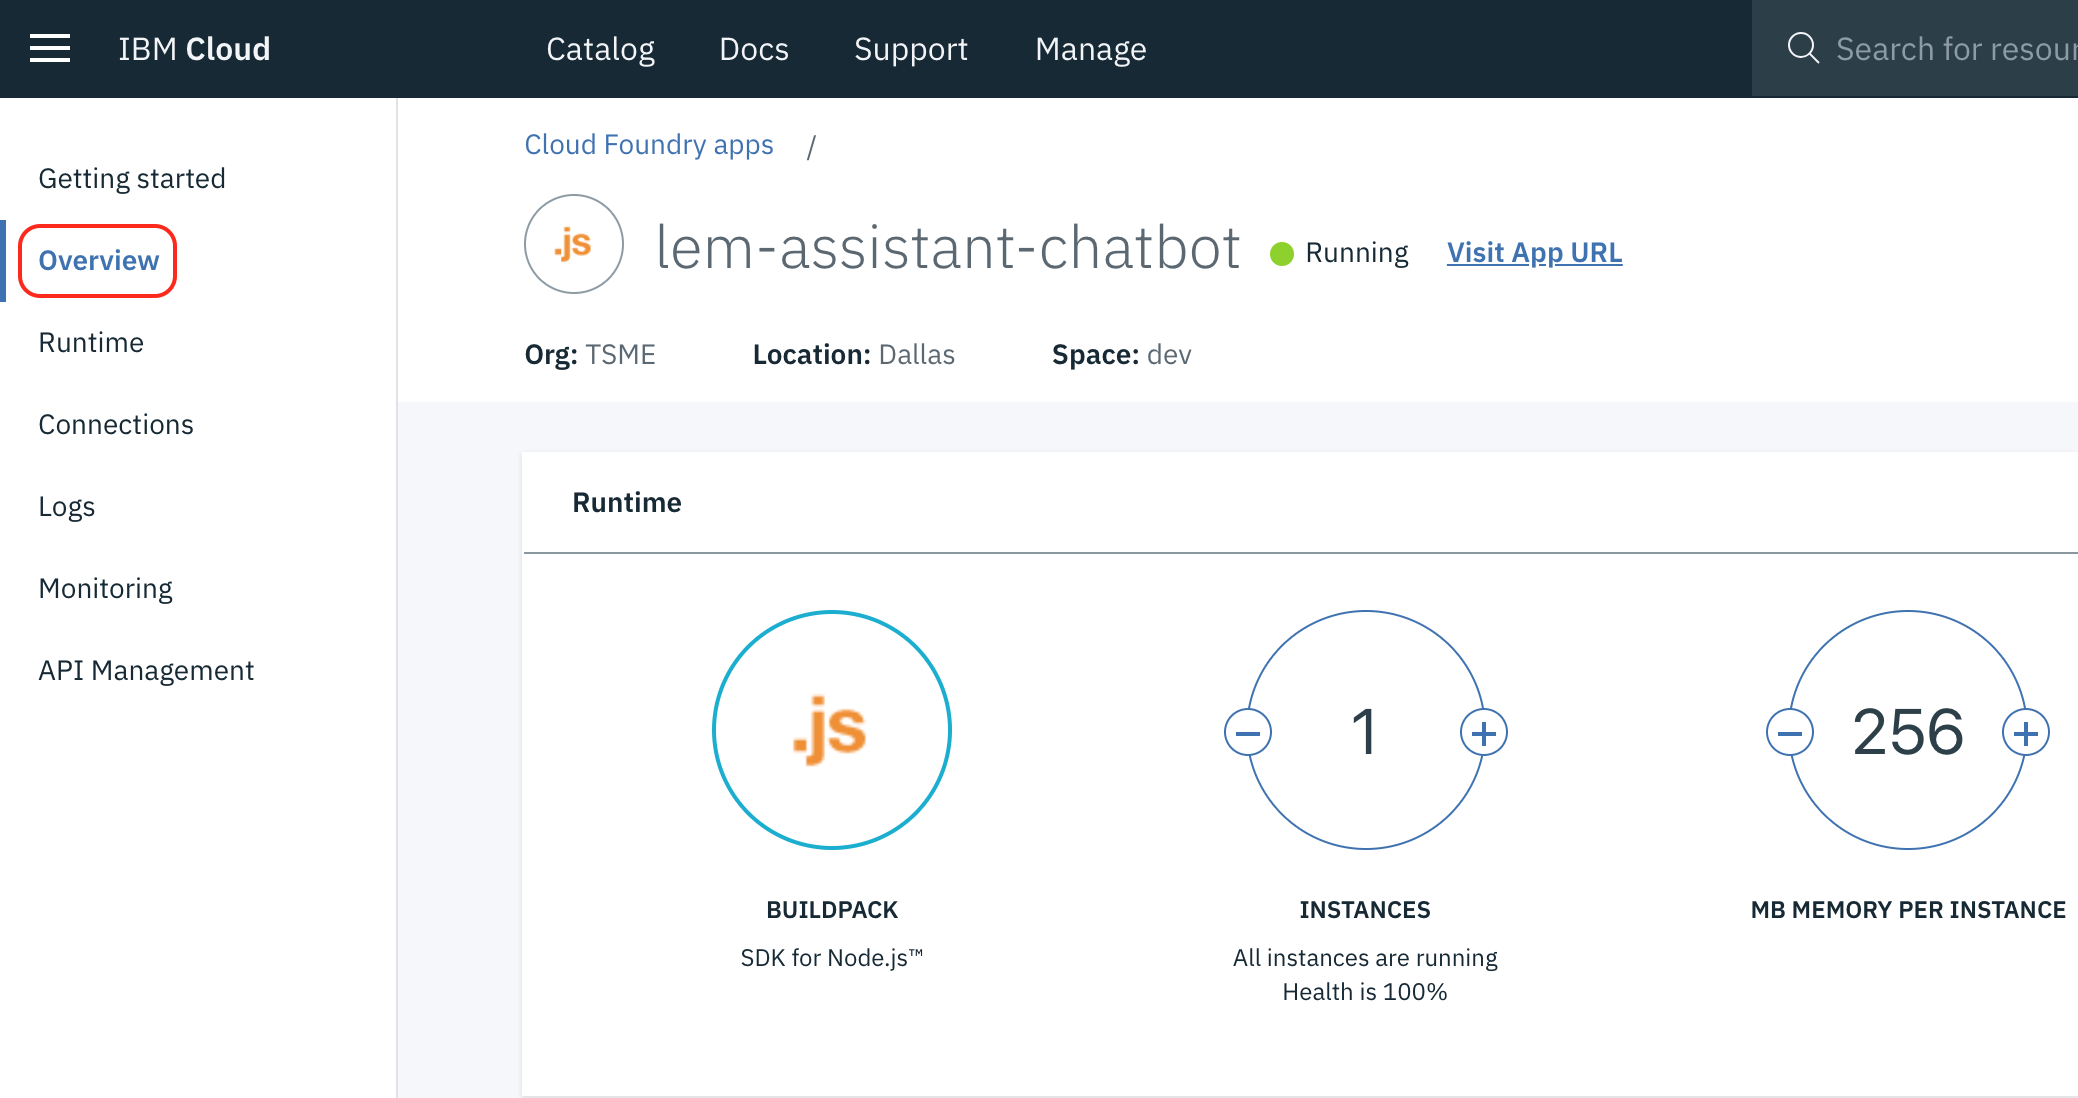 IBM Cloud
Catalog
Docs
Support
Manage
Search for resour
Getting started
Overview
Runtime
Connections
Logs
Monitoring
API Management
Cloud Foundry apps /
.js
lem-assistant-chatbot
Running
Visit App URL
Org: TSME
Location: Dallas
Space: dev
Runtime
.js
BUILDPACK
SDK for Node.js™
1
INSTANCES
All instances are running
Health is 100%
256
MB MEMORY PER INSTANCE